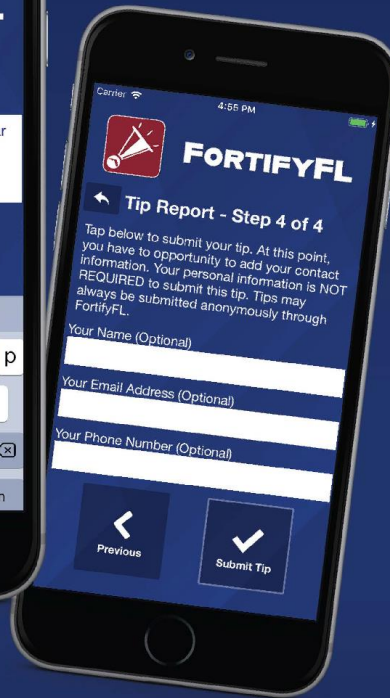 r
p
n
Carrier
4:55 PM
FORTIFYFL
Tip Report - Step 4 of 4
Tap below to submit your tip. At this point,
you have to opportunity to add your contact
information. Your personal information is NOT
REQUIRED to submit this tip. Tips may
always be submitted anonymously through
FortifyFL.
Your Name (Optional)
Your Email Address (Optional)
Your Phone Number (Optional)
Previous
Submit Tip